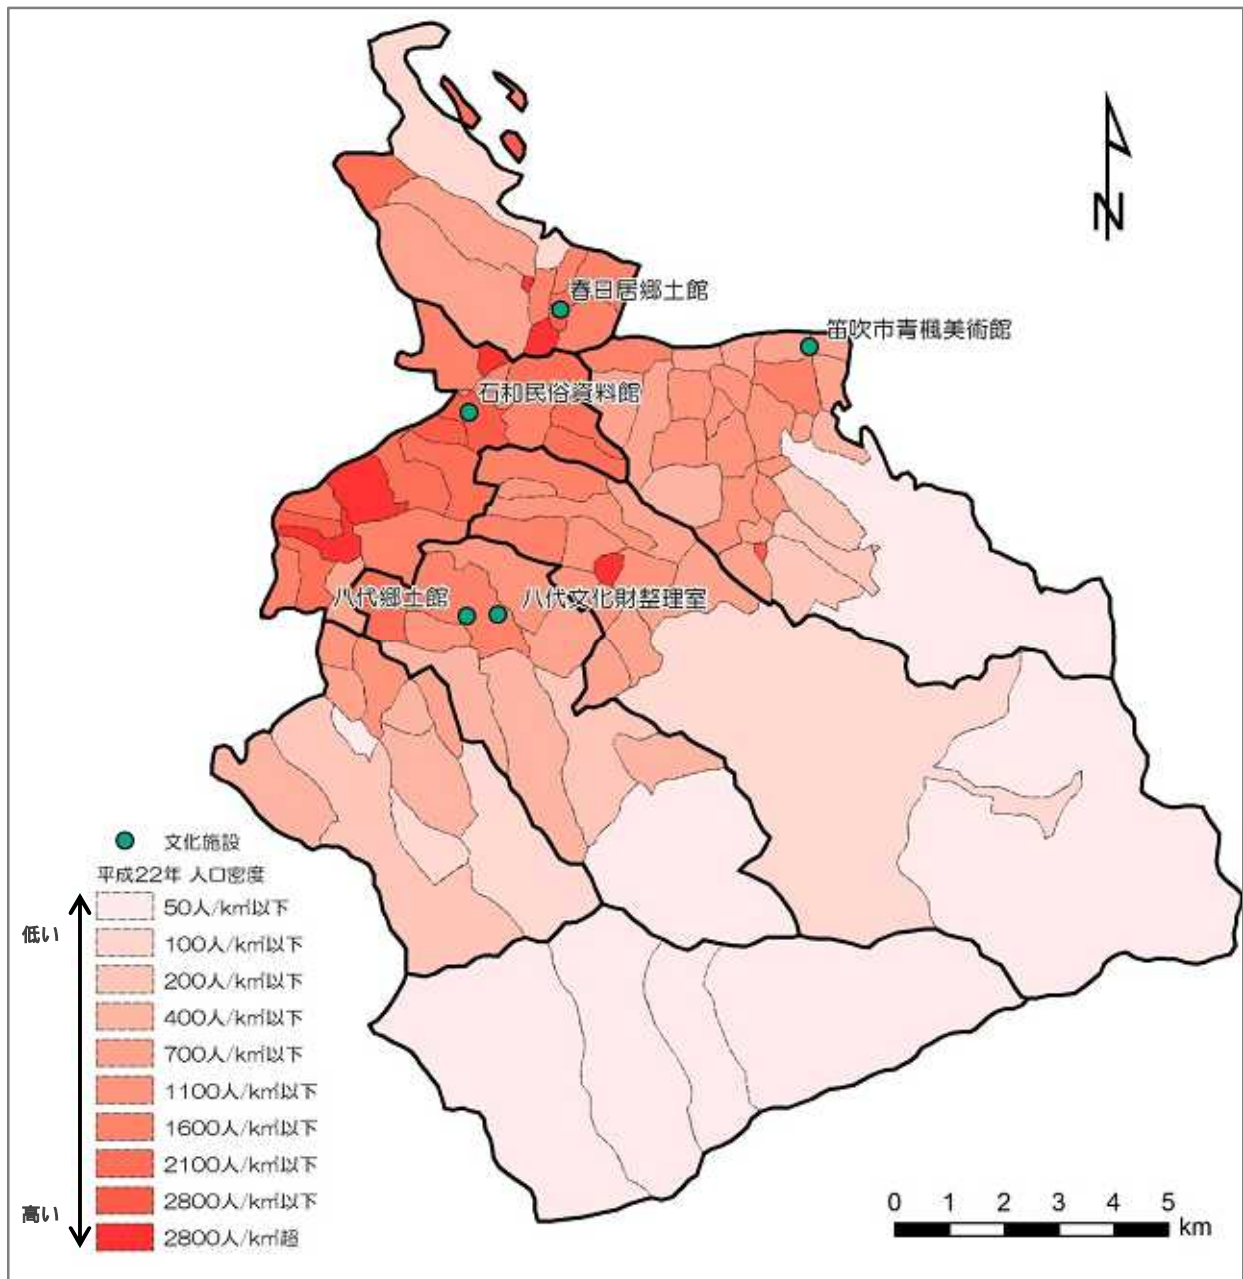 春日居郷土館
笛吹市青楓美術館
石和民俗資料館
八代郷土館
八代文化財整理室
N
文化施設
平成22年 人口密度
低い
高い
50人/k㎡以下
100人/k㎡以下
200人/k㎡以下
400人/k㎡以下
700人/k㎡以下
1100人/k㎡以下
1600人/k㎡以下
2100人/k㎡以下
2800人/k㎡以下
2800人/k㎡超
0 1 2 3 4 5
km